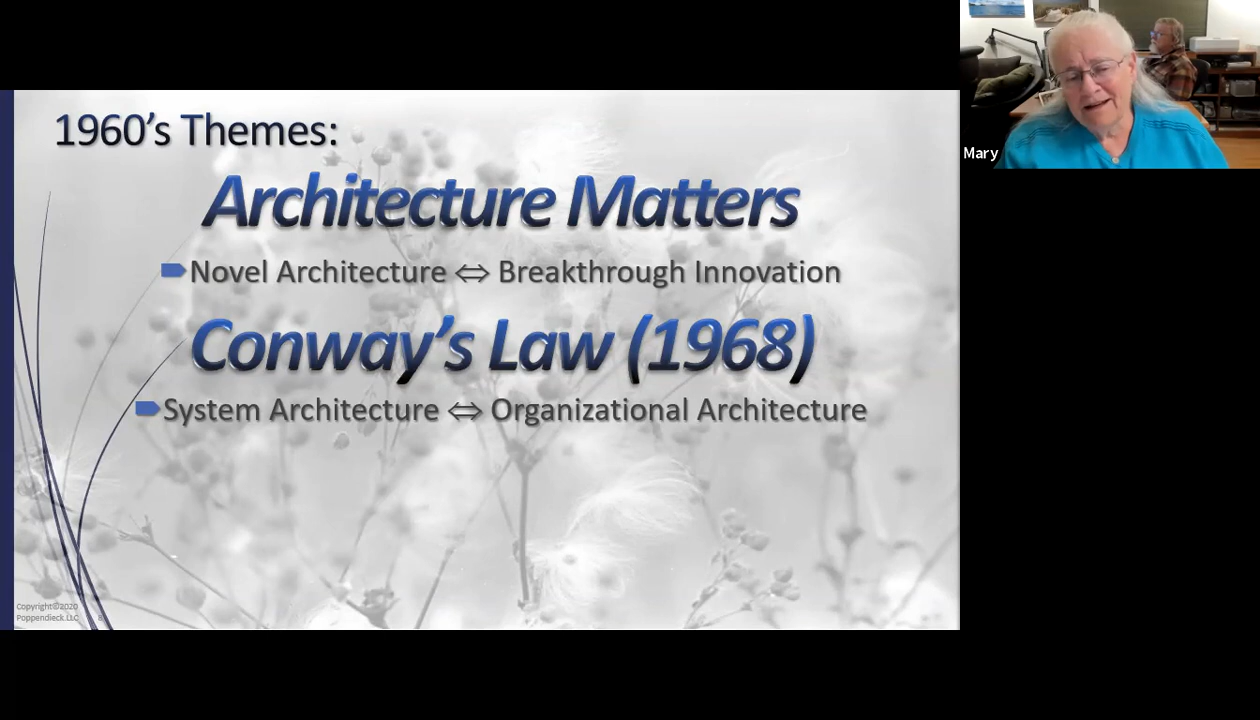 1960's Themes:
Architecture Matters
Novel Architecture ⇔ Breakthrough Innovation
Conway's Law (1968)
System Architecture ⇔ Organizational Architecture
Copyright©2020
Poppendieck.LLC
Mary